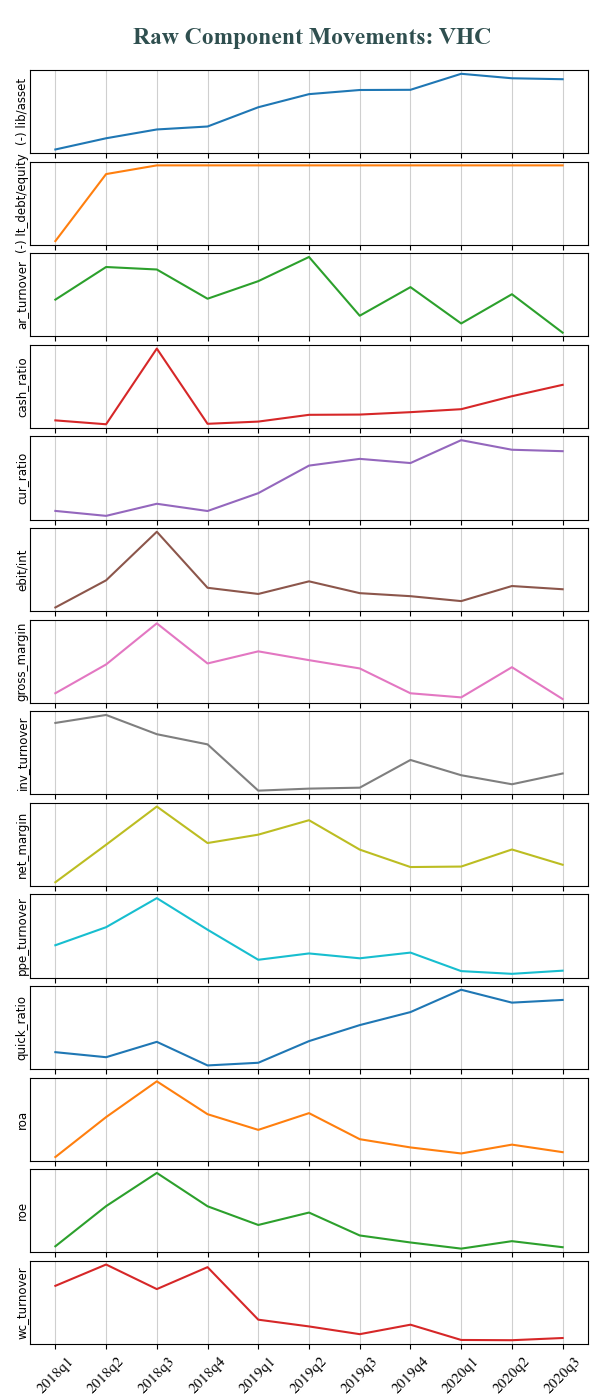 Raw Component Movements: VHC
(-) lib/asset
(-) lt_debt/equity
ar_turnover
cash_ratio
cur_ratio
ebit/int
gross_margin
inv_turnover
net_margin
ppe_turnover
quick_ratio
roa
roe
wc_turnover
2018q1 2018q2 2018q3 2018q4 2019q1 2019q2 2019q3 2019q4 2020q1 2020q2 2020q3